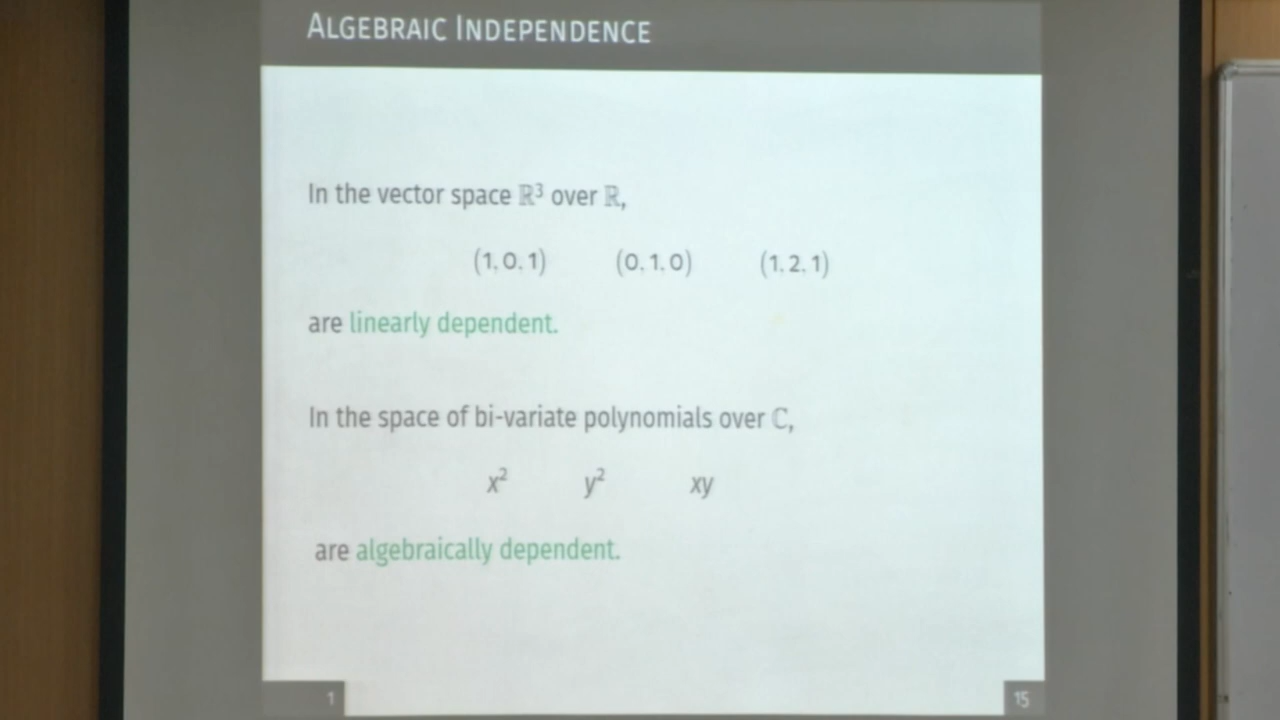 ALGEBRAIC INDEPENDENCE
In the vector space ℝ³ over ℝ,
(1, 0, 1) (0, 1, 0) (1, 2, 1)
are linearly dependent.
In the space of bi-variate polynomials over ℂ,
x² y² xy
are algebraically dependent.
1 15